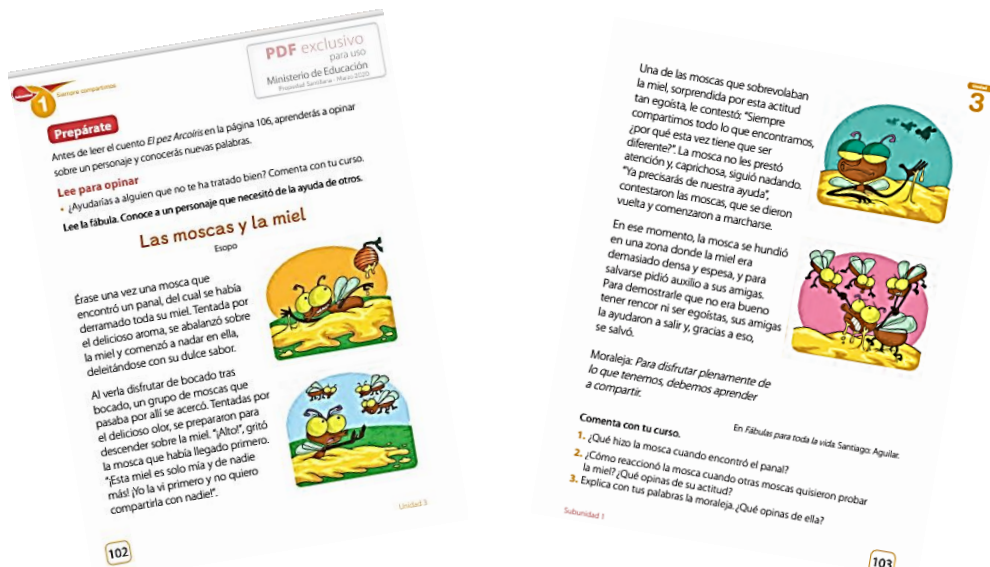 PDF exclusivo
para uso
Ministerio de Educación
Propiedad Santillana - Marzo 2020
1
Siempre compartimos
Prepárate
Antes de leer el cuento El pez Arcoíris en la página 106, aprenderás a opinar
sobre un personaje y conocerás nuevas palabras.
Lee para opinar
• ¿Ayudarías a alguien que no te ha tratado bien? Comenta con tu curso.
Lee la fábula. Conoce a un personaje que necesitó de la ayuda de otros.
Las moscas y la miel
Esopo
Érase una vez una mosca que
encontró un panal, del cual se había
derramado toda su miel. Tentada por
el delicioso aroma, se abalanzó sobre
la miel y comenzó a nadar en ella,
deleitándose con su dulce sabor.
Al verla disfrutar de bocado tras
bocado, un grupo de moscas que
pasaba por allí se acercó. Tentadas por
el delicioso olor, se prepararon para
descender sobre la miel. "¡Alto!", gritó
la mosca que había llegado primero.
"¡Esta miel es solo mía y de nadie
más! ¡Yo la vi primero y no quiero
compartirla con nadie!".
Unidad 3
102
3
Una de las moscas que sobrevolaban
la miel, sorprendida por esta actitud
tan egoísta, le contestó: "Siempre
compartimos todo lo que encontramos,
¿por qué esta vez tiene que ser
diferente?". La mosca no les prestó
atención y, caprichosa, siguió nadando.
"Ya precisarás de nuestra ayuda",
contestaron las moscas, que se dieron
vuelta y comenzaron a marcharse.
En ese momento, la mosca se hundió
en una zona donde la miel era
demasiado densa y espesa, y para
salvarse pidió auxilio a sus amigas.
Para demostrarle que no era bueno
tener rencor ni ser egoístas, sus amigas
la ayudaron a salir y, gracias a eso,
se salvó.
Moraleja: Para disfrutar plenamente de
lo que tenemos, debemos aprender
a compartir.
En Fábulas para toda la vida. Santiago: Aguilar.
Comenta con tu curso.
1. ¿Qué hizo la mosca cuando encontró el panal?
2. ¿Cómo reaccionó la mosca cuando otras moscas quisieron probar
la miel? ¿Qué opinas de su actitud?
3. Explica con tus palabras la moraleja. ¿Qué opinas de ella?
Subunidad 1
103